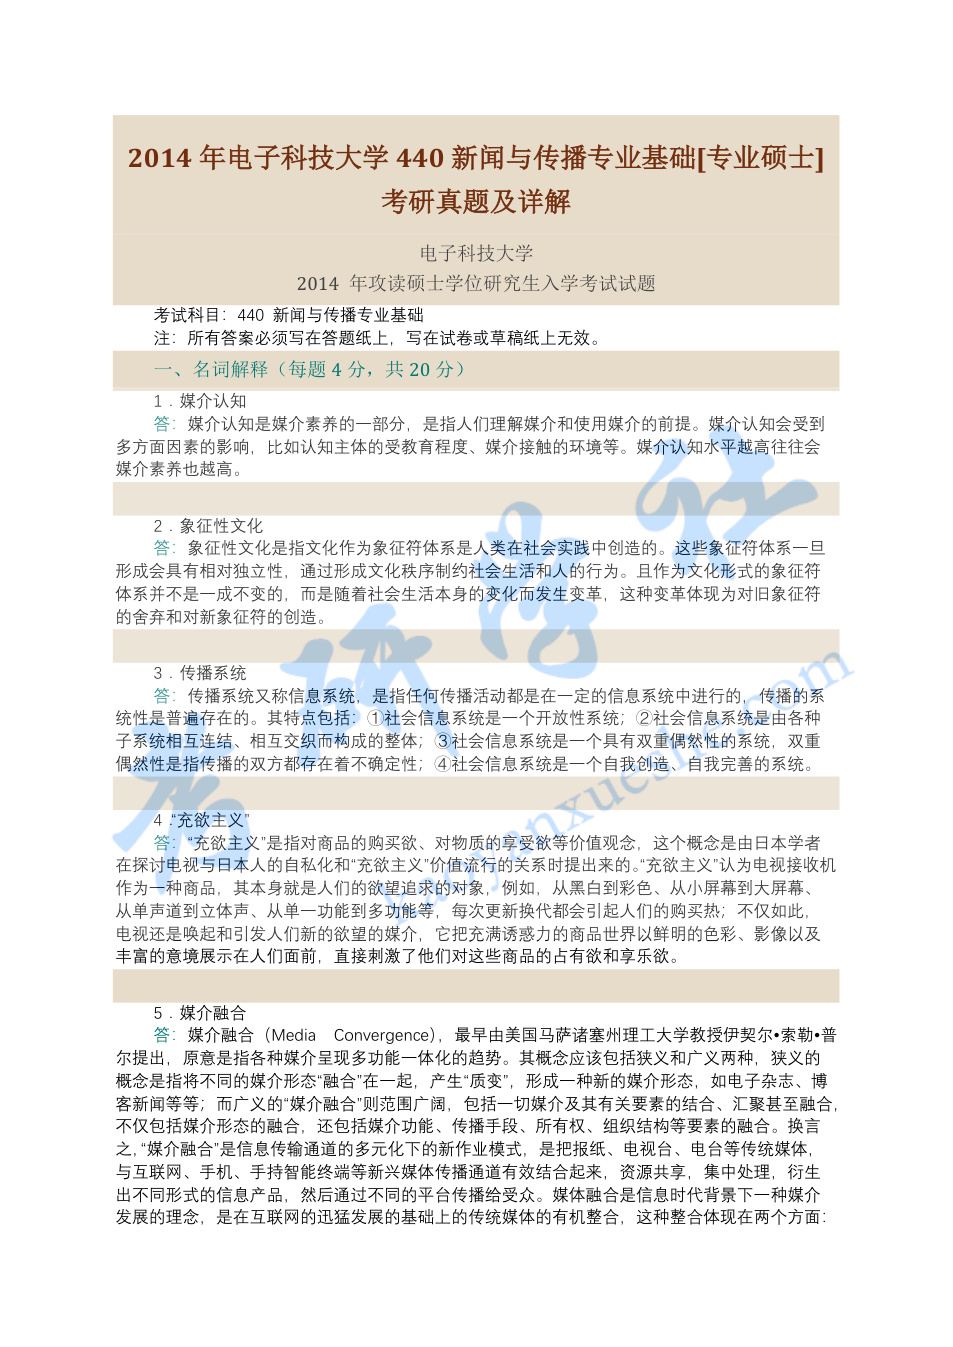 2014 年电子科技大学 440 新闻与传播专业基础[专业硕士]
考研真题及详解
电子科技大学
2014 年攻读硕士学位研究生入学考试试题
考试科目：440 新闻与传播专业基础
注：所有答案必须写在答题纸上，写在试卷或草稿纸上无效。
一、名词解释（每题 4 分，共 20 分）
1．媒介认知
答：媒介认知是媒介素养的一部分，是指人们理解媒介和使用媒介的前提。媒介认知会受到
多方面因素的影响，比如认知主体的受教育程度、媒介接触的环境等。媒介认知水平越高往往会
媒介素养也越高。
2．象征性文化
答：象征性文化是指文化作为象征符体系是人类在社会实践中创造的。这些象征符体系一旦
形成会具有相对独立性，通过形成文化秩序制约社会生活和人的行为。且作为文化形式的象征符
体系并不是一成不变的，而是随着社会生活本身的变化而发生变革，这种变革体现为对旧象征符
的舍弃和对新象征符的创造。
3．传播系统
答：传播系统又称信息系统，是指任何传播活动都是在一定的信息系统中进行的，传播的系
统性是普遍存在的。其特点包括：①社会信息系统是一个开放性系统；②社会信息系统是由各种
子系统相互连结、相互交织而构成的整体；③社会信息系统是一个具有双重偶然性的系统，双重
偶然性是指传播的双方都存在着不确定性；④社会信息系统是一个自我创造、自我完善的系统。
4．“充欲主义”
答：“充欲主义”是指对商品的购买欲、对物质的享受欲等价值观念，这个概念是由日本学者
在探讨电视与日本人的自私化和“充欲主义”价值流行的关系时提出来的。“充欲主义”认为电视接收机
作为一种商品，其本身就是人们的欲望追求的对象，例如，从黑白到彩色、从小屏幕到大屏幕、
从单声道到立体声、从单一功能到多功能等，每次更新换代都会引起人们的购买热；不仅如此，
电视还是唤起和引发人们新的欲望的媒介，它把充满诱惑力的商品世界以鲜明的色彩、影像以及
丰富的意境展示在人们面前，直接刺激了他们对这些商品的占有欲和享乐欲。
5．媒介融合
答：媒介融合（Media Convergence），最早由美国马萨诸塞州理工大学教授伊契尔•索勒•普
尔提出，原意是指各种媒介呈现多功能一体化的趋势。其概念应该包括狭义和广义两种，狭义的
概念是指将不同的媒介形态“融合”在一起，产生“质变”，形成一种新的媒介形态，如电子杂志、博
客新闻等等；而广义的“媒介融合”则范围广阔，包括一切媒介及其有关要素的结合、汇聚甚至融合，
不仅包括媒介形态的融合，还包括媒介功能、传播手段、所有权、组织结构等要素的融合。换言
之，“媒介融合”是信息传输通道的多元化下的新作业模式，是把报纸、电视台、电台等传统媒体，
与互联网、手机、手持智能终端等新兴媒体传播通道有效结合起来，资源共享，集中处理，衍生
出不同形式的信息产品，然后通过不同的平台传播给受众。媒体融合是信息时代背景下一种媒介
发展的理念，是在互联网的迅猛发展的基础上的传统媒体的有机整合，这种整合体现在两个方面：
考研学社
kaoyanxueshe.com